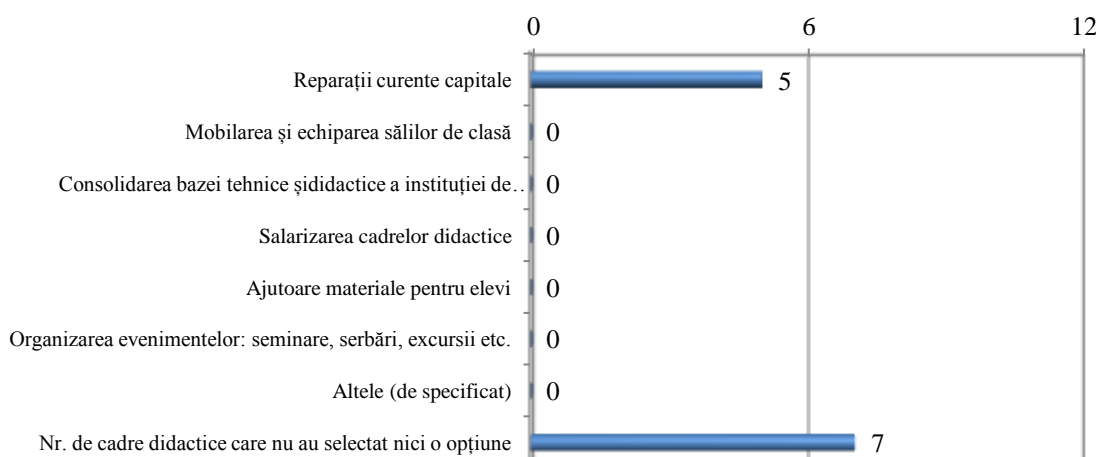 0 6 12
Reparații curente capitale 5
Mobilarea și echiparea sălilor de clasă 0
Consolidarea bazei tehnice șididactice a instituției de.. 0
Salarizarea cadrelor didactice 0
Ajutoare materiale pentru elevi 0
Organizarea evenimentelor: seminare, serbări, excursii etc. 0
Altele (de specificat) 0
Nr. de cadre didactice care nu au selectat nici o opțiune 7